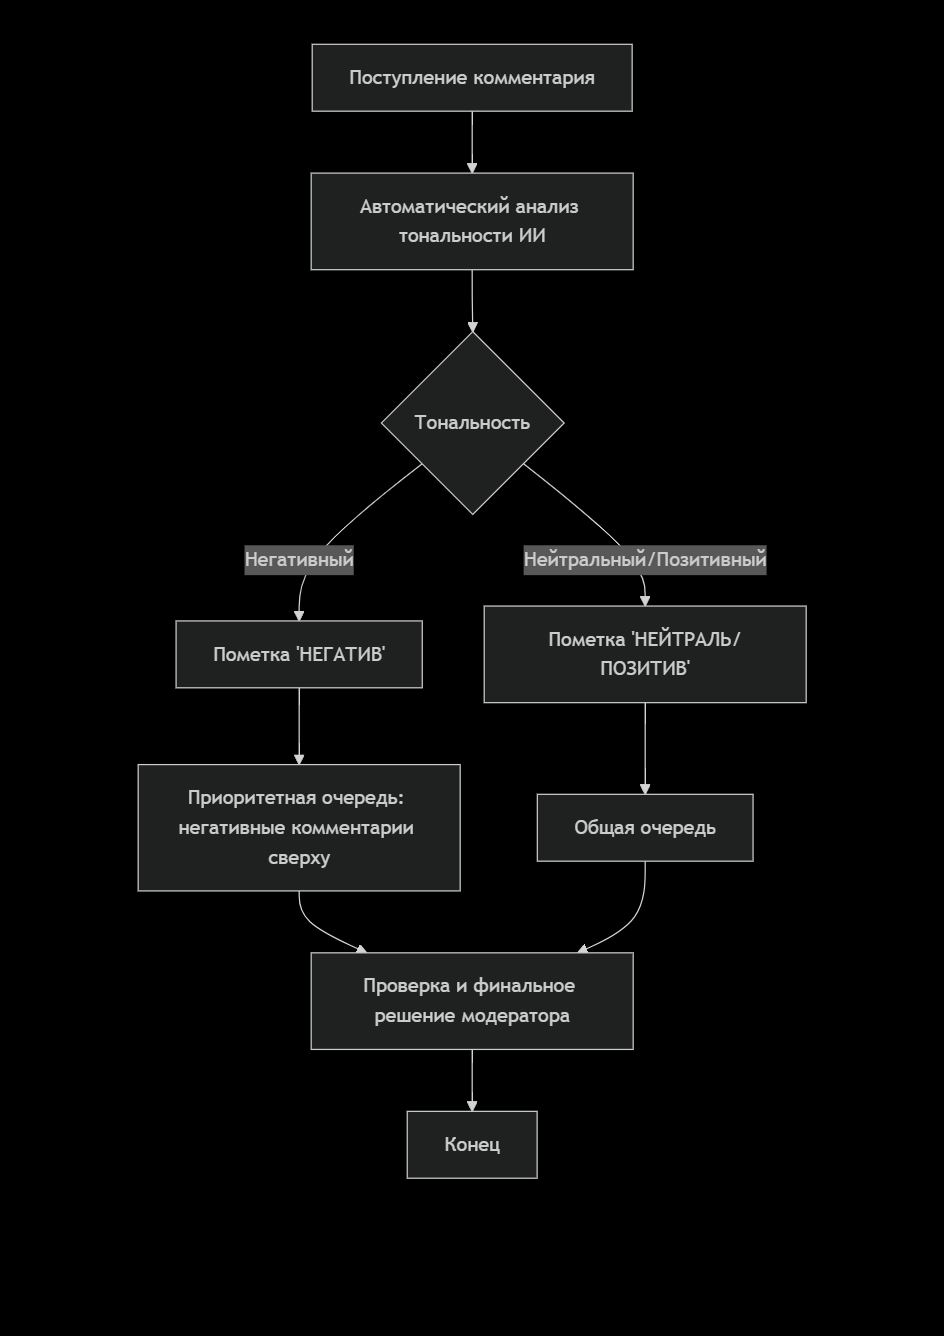 Поступление комментария
Автоматический анализ
тональности ИИ
Тональность
Негативный
Нейтральный/Позитивный
Пометка 'НЕГАТИВ'
Пометка 'НЕЙТРАЛЬ/
ПОЗИТИВ'
Приоритетная очередь:
негативные комментарии
сверху
Общая очередь
Проверка и финальное
решение модератора
Конец